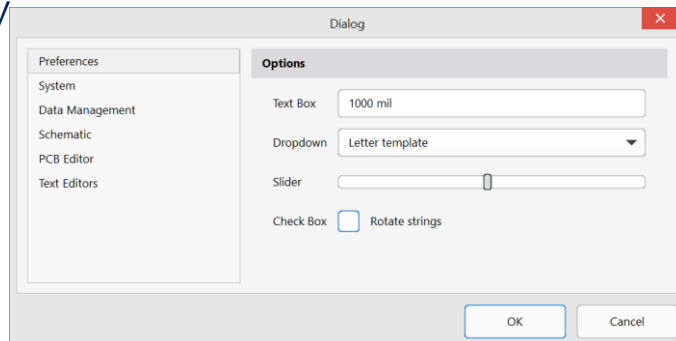 Dialog
Preferences
System
Data Management
Schematic
PCB Editor
Text Editors
Options
Text Box 1000 mil
Dropdown Letter template
Slider
Check Box Rotate strings
OK Cancel